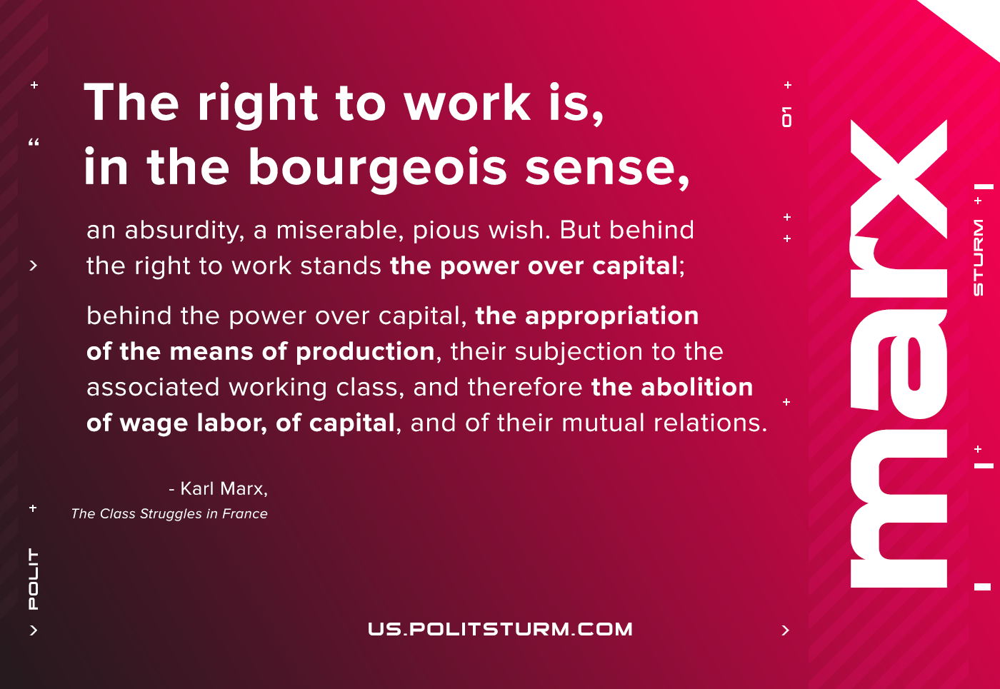 The right to work is,
in the bourgeois sense,
an absurdity, a miserable, pious wish. But behind
the right to work stands the power over capital;
behind the power over capital, the appropriation
of the means of production, their subjection to the
associated working class, and therefore the abolition
of wage labor, of capital, and of their mutual relations.
- Karl Marx,
The Class Struggles in France
“
POLIT
US.POLITSTURM.COM
01
marx
STURM